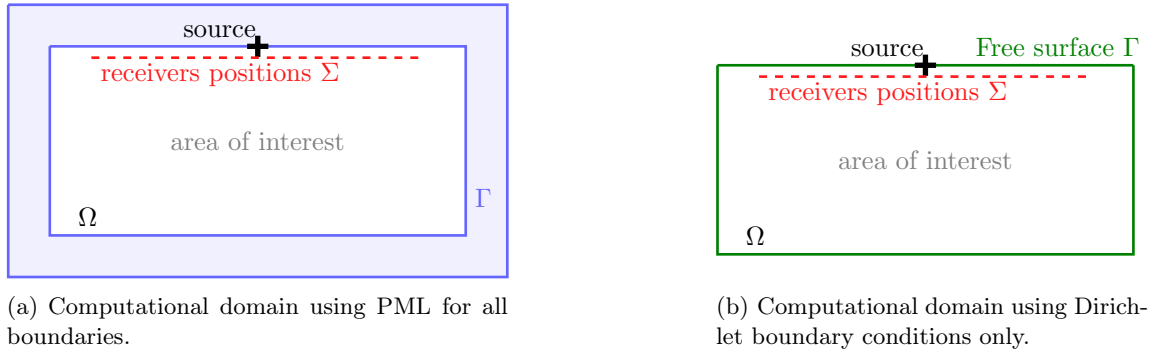 source
receivers positions Σ
area of interest
Γ
Ω
(a) Computational domain using PML for all
boundaries.
source
Free surface Γ
receivers positions Σ
area of interest
Ω
(b) Computational domain using Dirich-
let boundary conditions only.